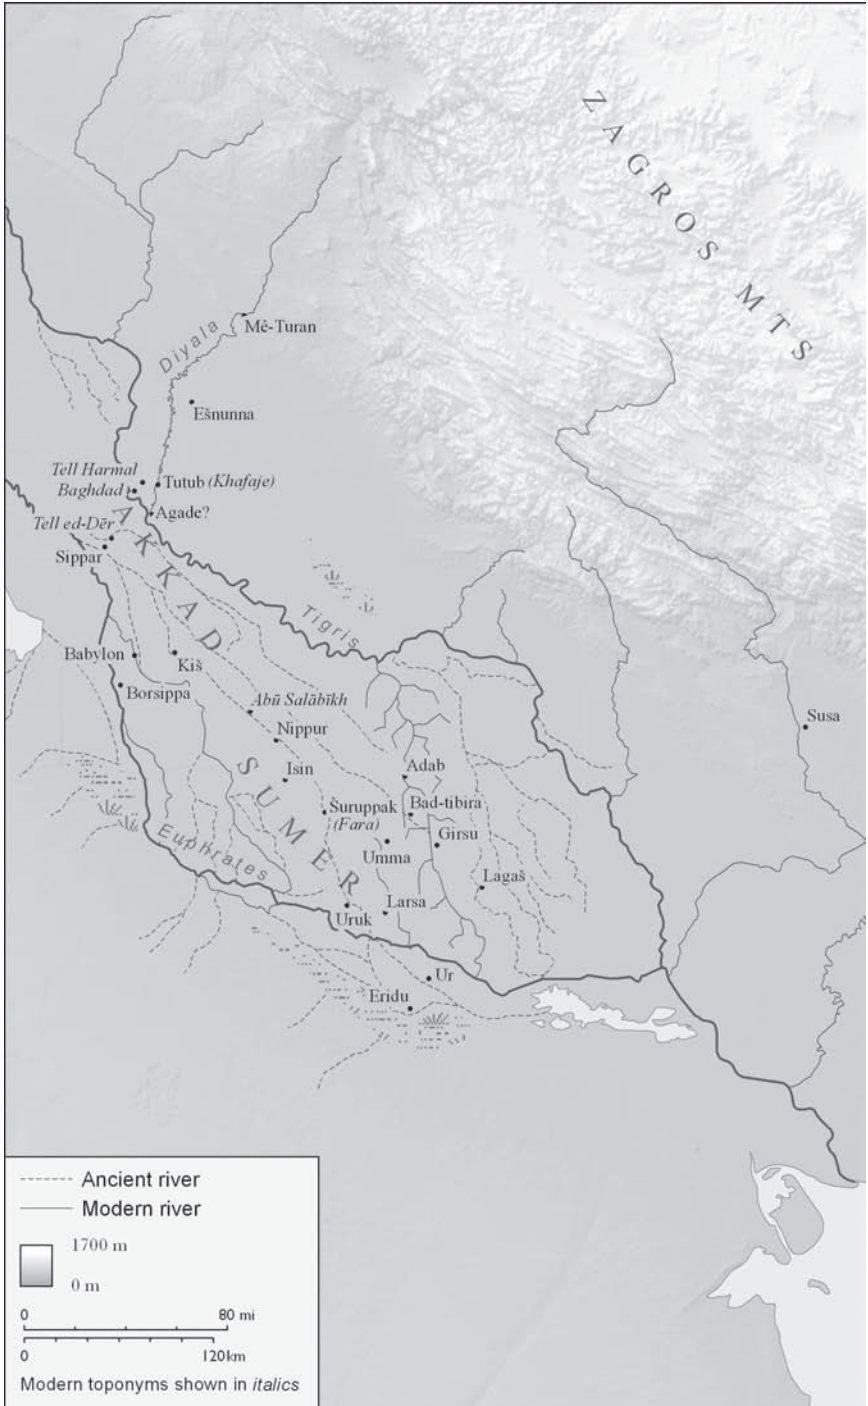 ZAGROS MTS
Diyala
Mê-Turan
Ešnunna
Tell Harmal
Baghdad
Tutub (Khafaje)
Agade?
Tell ed-Dēr
Sippar
AKKAD
Tigris
Babylon
Kiš
Borsippa
Abū Salābīkh
Nippur
Susa
Isin
Adab
SUMER
Šuruppak
(Fara)
Bad-tibira
Umma
Girsu
Euphrates
Lagaš
Uruk
Larsa
Ur
Eridu
Ancient river
Modern river
1700 m
0 m
0 80 mi
0 120km
Modern toponyms shown in italics